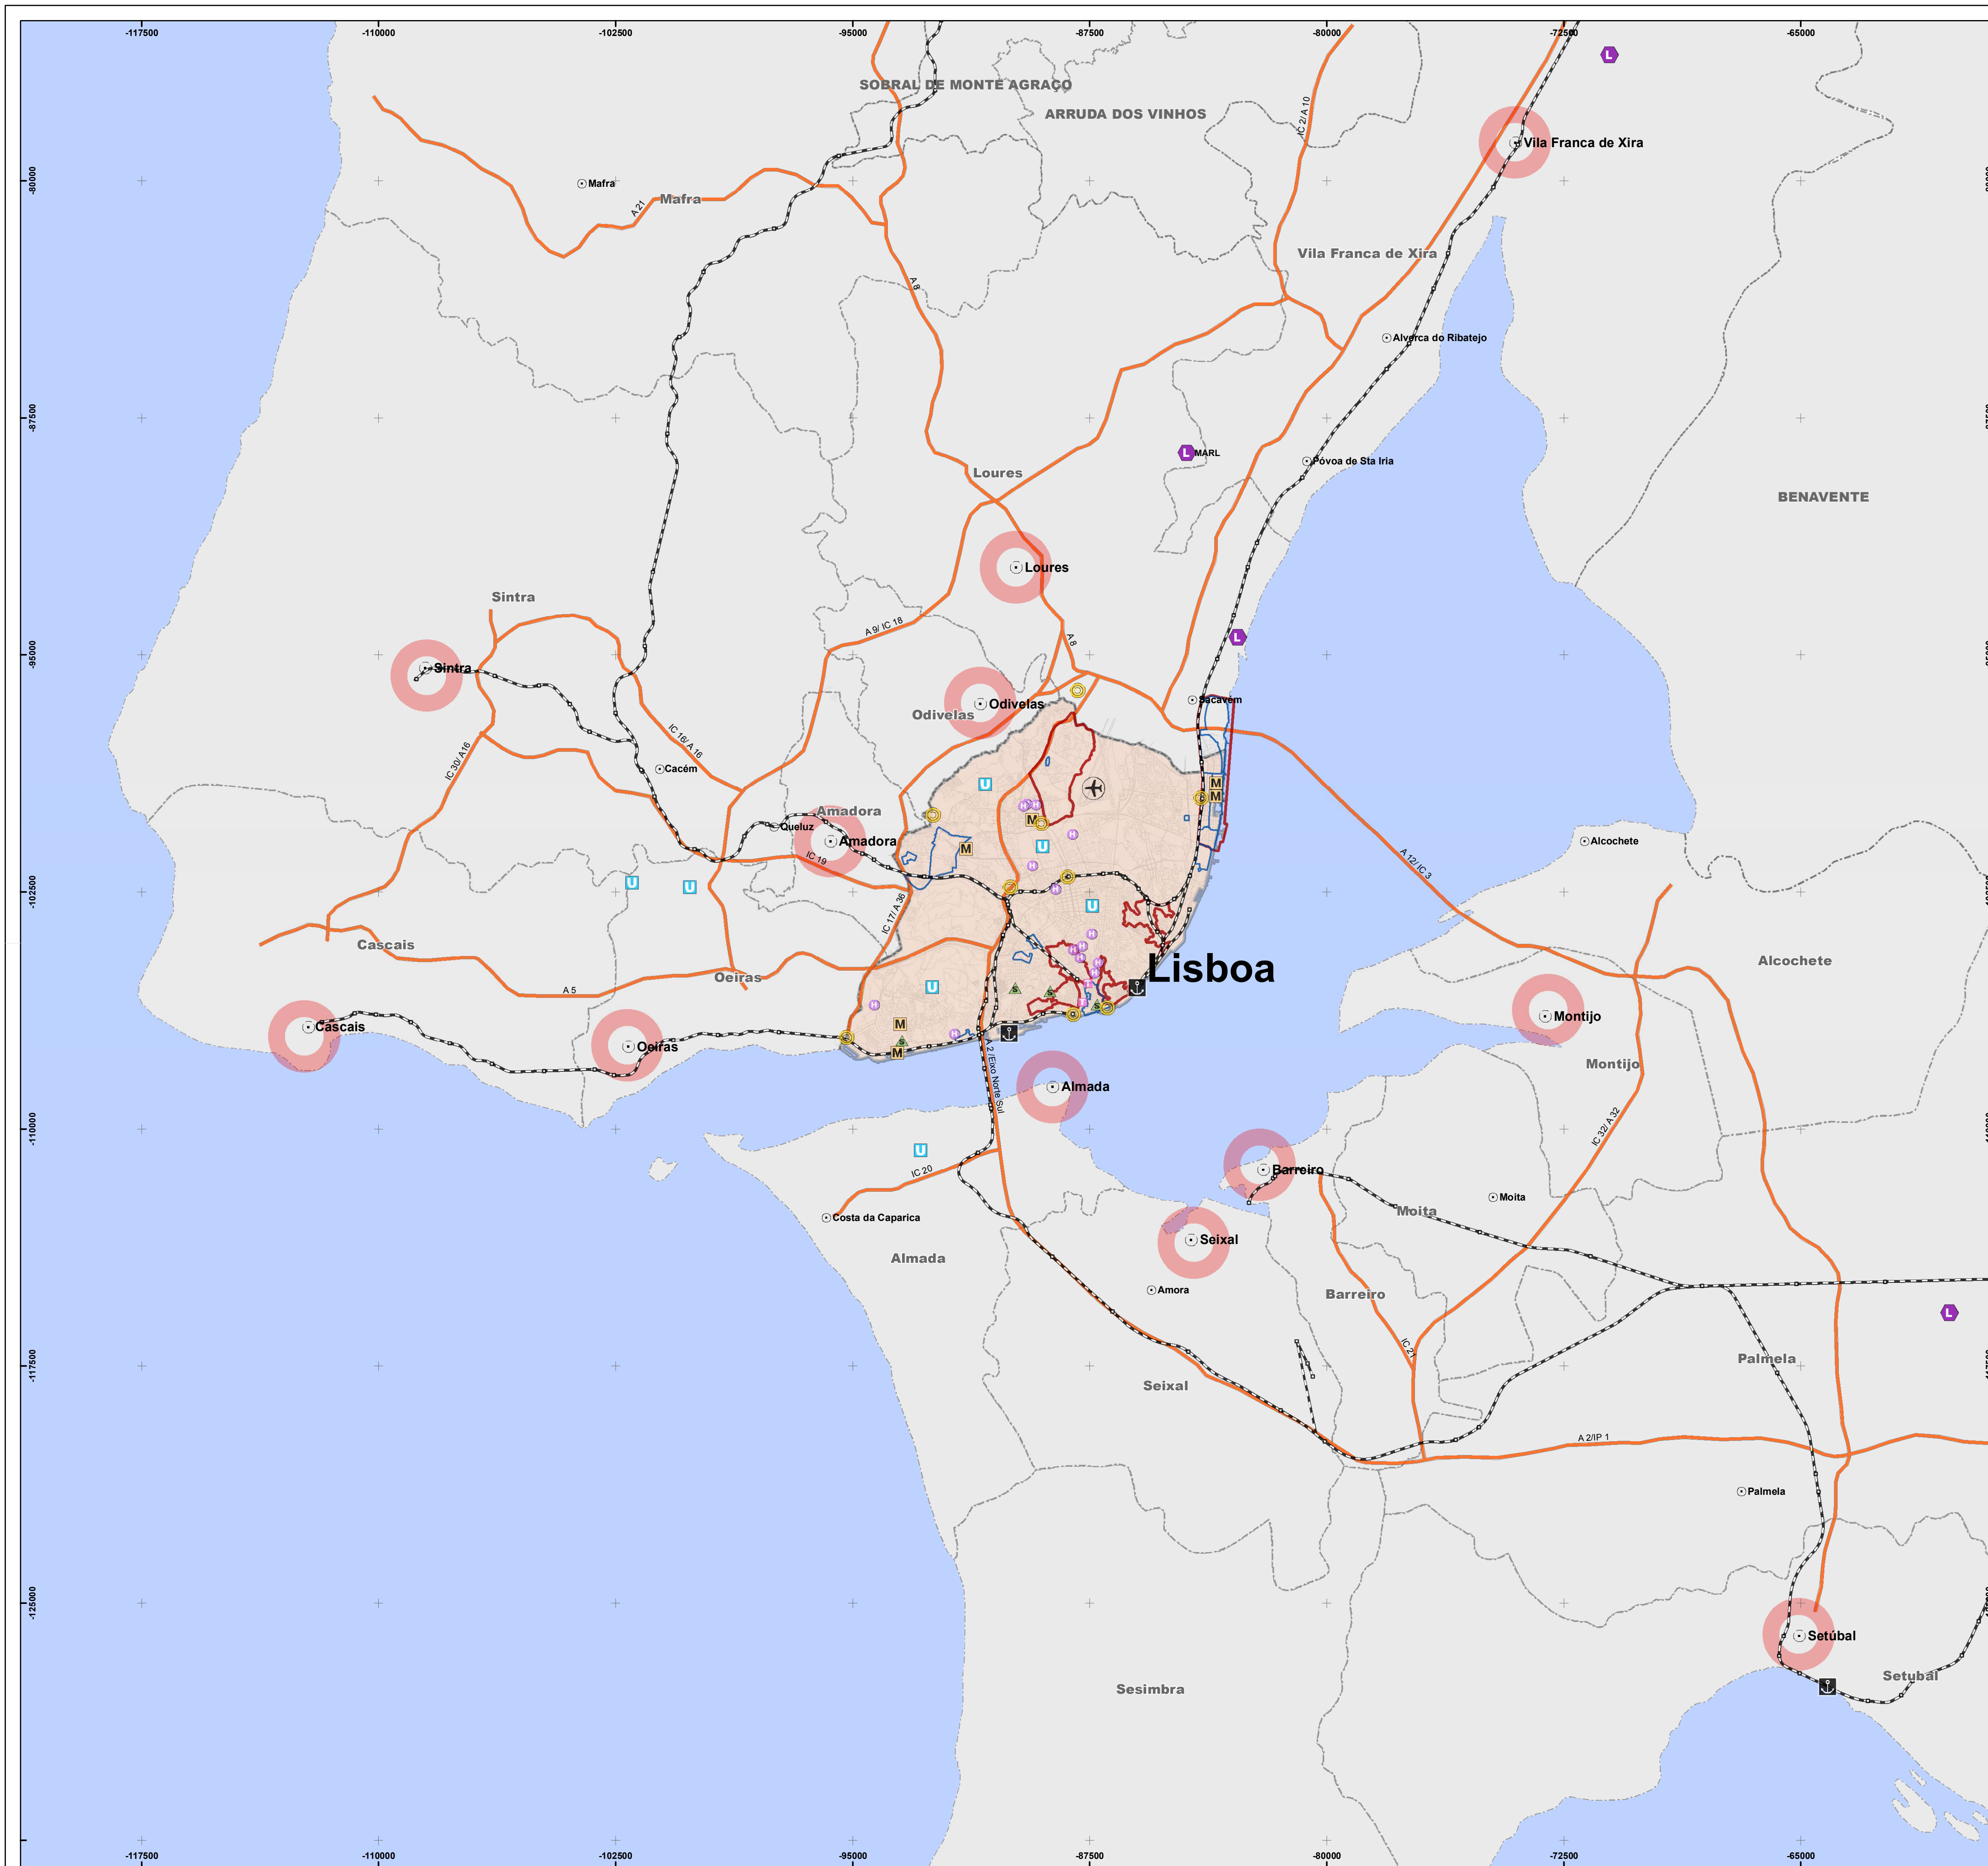 -117500 -110000 -102500 -95000 -87500 -80000 -72500 -65000
L
SOBRAL DE MONTE AGRAÇO
ARRUDA DOS VINHOS
IC 2/ A 10
Vila Franca de Xira
-80000
Mafra
Mafra
A 21
Vila Franca de Xira
A 8
Alverca do Ribatejo
-87500
L MARL
Póvoa de Sta Iria
Loures
BENAVENTE
Loures
Sintra
A 9/ IC 18
A 8
L
-95000
Sintra
Sacavém
Odivelas
Odivelas
IC 16/ A 16
IC 30/ A16
Cacém
U
M
M
H
H
Amadora
M
Queluz
H
Amadora
Alcochete
U
M
IC 19
A 12/ IC 3
H
U
U
H
-102500
U
IC 17/ A 36
H
Cascais
H
H
H
Alcochete
Lisboa
H
H
Oeiras
T
U
S
S
A 5
T
S
H
Montijo
Cascais
M
H
S
Oeiras
M
A 2 /Eixo Norte Sul
Montijo
Almada
IC 32/ A 32
-110000
U
IC 20
Barreiro
Moita
Moita
Costa da Caparica
Seixal
Almada
Amora
Barreiro
L
IC 21
-117500
Palmela
Seixal
A 2/IP 1
Palmela
-125000
Setúbal
Setubal
Sesimbra
-117500 -110000 -102500 -95000 -87500 -80000 -72500 -65000